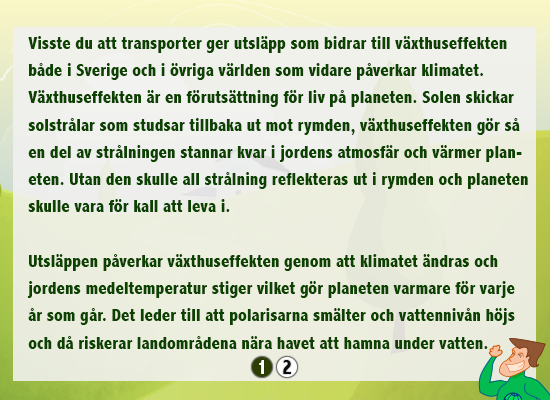 Visste du att transporter ger utsläpp som bidrar till växthuseffekten
både i Sverige och i övriga världen som vidare påverkar klimatet.
Växthuseffekten är en förutsättning för liv på planeten. Solen skickar
solstrålar som studsar tillbaka ut mot rymden, växthuseffekten gör så
en del av strålningen stannar kvar i jordens atmosfär och värmer plan-
eten. Utan den skulle all strålning reflekteras ut i rymden och planeten
skulle vara för kall att leva i.
Utsläppen påverkar växthuseffekten genom att klimatet ändras och
jordens medeltemperatur stiger vilket gör planeten varmare för varje
år som går. Det leder till att polarisarna smälter och vattennivån höjs
och då riskerar landområdena nära havet att hamna under vatten.
1 2